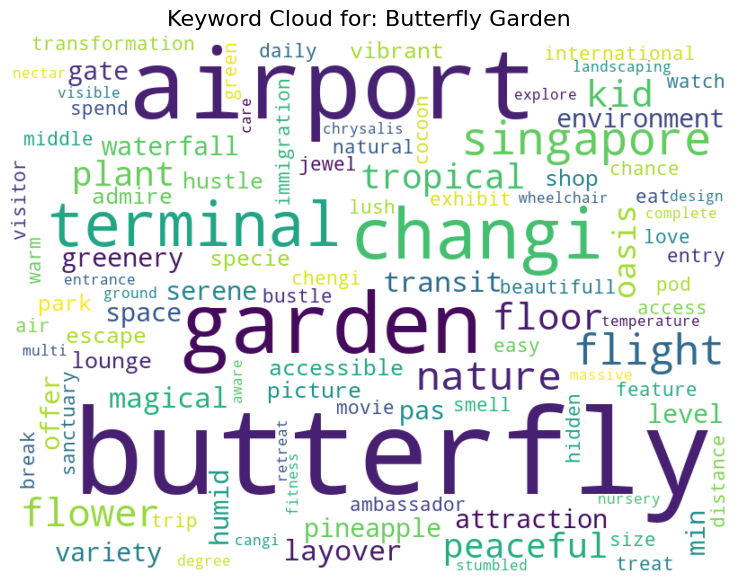 Keyword Cloud for: Butterfly Garden
transformation
green
daily
vibrant
international
nectar
gate
airport
landscaping
visible
explore
kid
watch
spend
care
immigration
chrysalis
cocoon
singapore
environment
middle
waterfall
natural
visitor
plant
hustle
jewel
tropical
shop
chance
admire
lush
exhibit
wheelchair
eat
design
terminal
changi
oasis
complete
love
warm
greenery
specie
entry
entrance
chengi
transit
beautifull
pod
park
ground
serene
bustle
access
air
space
garden
floor
temperature
escape
easy
multi
lounge
accessible
flight
nature
massive
offer
sanctuary
magical
aware
picture
movie
pas
smell
hidden
feature
level
break
butterfly
retreat
fitness
flower
trip
humid
ambassador
nursery
distance
pineapple
attraction
min
variety
cangi
layover
peaceful
size
degree
stumbled
treat